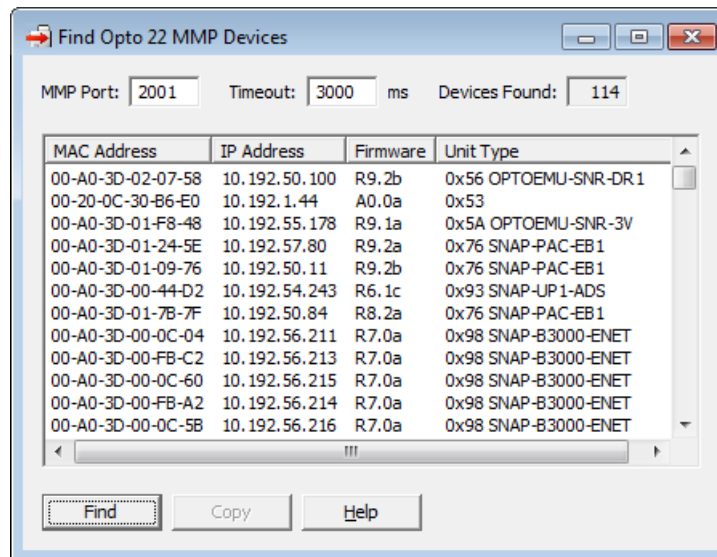 Find Opto 22 MMP Devices
MMP Port: 2001 Timeout: 3000 ms Devices Found: 114
MAC Address IP Address Firmware Unit Type
00-A0-3D-02-07-58 10.192.50.100 R9.2b 0x56 OPTOEMU-SNR-DR1
00-20-0C-30-B6-E0 10.192.1.44 A0.0a 0x53
00-A0-3D-01-F8-48 10.192.55.178 R9.1a 0x5A OPTOEMU-SNR-3V
00-A0-3D-01-24-5E 10.192.57.80 R9.2a 0x76 SNAP-PAC-EB1
00-A0-3D-01-09-76 10.192.50.11 R9.2b 0x76 SNAP-PAC-EB1
00-A0-3D-00-44-D2 10.192.54.243 R6.1c 0x93 SNAP-UP1-ADS
00-A0-3D-01-7B-7F 10.192.50.84 R8.2a 0x76 SNAP-PAC-EB1
00-A0-3D-00-0C-04 10.192.56.211 R7.0a 0x98 SNAP-B3000-ENET
00-A0-3D-00-FB-C2 10.192.56.213 R7.0a 0x98 SNAP-B3000-ENET
00-A0-3D-00-0C-60 10.192.56.215 R7.0a 0x98 SNAP-B3000-ENET
00-A0-3D-00-FB-A2 10.192.56.214 R7.0a 0x98 SNAP-B3000-ENET
00-A0-3D-00-0C-5B 10.192.56.216 R7.0a 0x98 SNAP-B3000-ENET
Find Copy Help